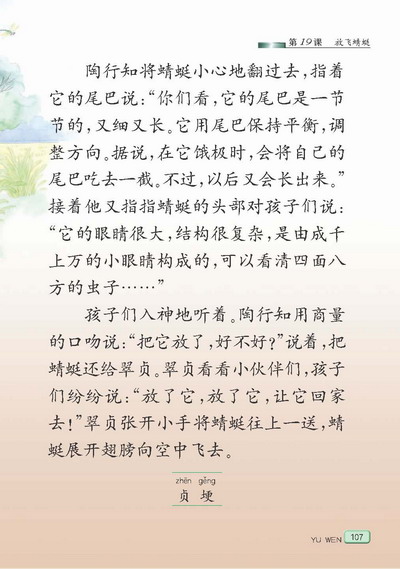 第19课 放飞蜻蜓
陶行知将蜻蜓小心地翻过去，指着
它的尾巴说：“你们看，它的尾巴是一节
节的，又细又长。它用尾巴保持平衡，调
整方向。据说，在它饿极时，会将自己的
尾巴吃去一截。不过，以后又会长出来。”
接着他又指指蜻蜓的头部对孩子们说：
“它的眼睛很大，结构很复杂，是由成千
上万的小眼睛构成的，可以看清四面八
方的虫子……”
孩子们入神地听着。陶行知用商量
的口吻说：“把它放了，好不好？”说着，把
蜻蜓还给翠贞。翠贞看看小伙伴们，孩子
们纷纷说：“放了它，放了它，让它回家
去！”翠贞张开小手将蜻蜓往上一送，蜻
蜓展开翅膀向空中飞去。
zhēn gěng
贞 埂
YU WEN 107